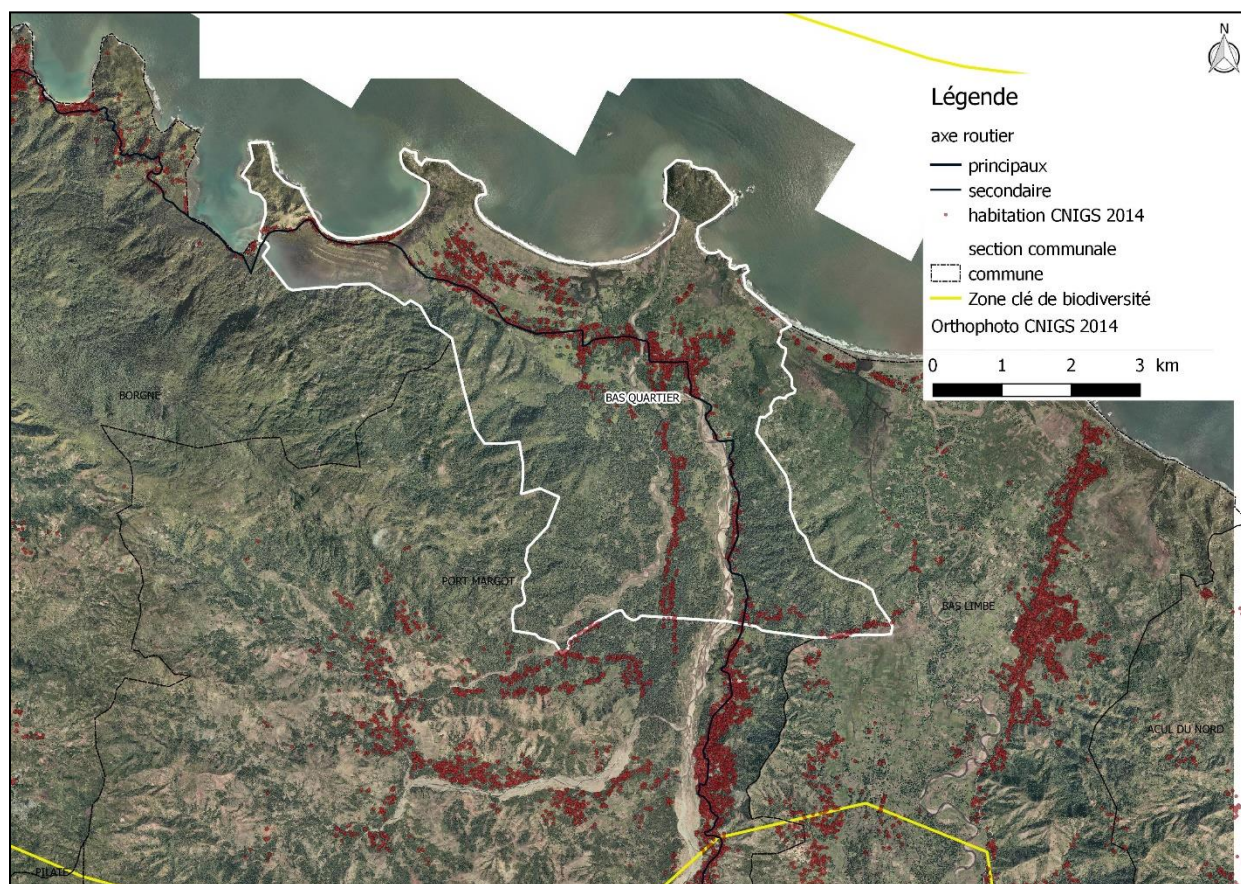 N
Légende
axe routier
principaux
secondaire
habitation CNIGS 2014
section communale
commune
Zone clé de biodiversité
Orthophoto CNIGS 2014
0 1 2 3 km
BORGNE
BAS QUARTIER
PORT MARGOT
BAS LIMBE
ACUL DU NORD
PILATE